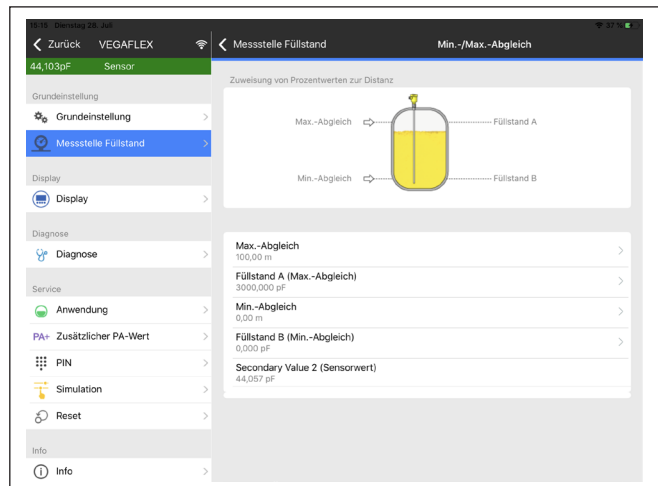 15:15 Dienstag 28. Juli
37 %
Zurück VEGAFLEX
Messstelle Füllstand
Min.-/Max.-Abgleich
44,103pF Sensor
Grundeinstellung
Grundeinstellung
Messstelle Füllstand
Display
Display
Diagnose
Diagnose
Service
Anwendung
PA+ Zusätzlicher PA-Wert
PIN
Simulation
Reset
Info
Info
Zuweisung von Prozentwerten zur Distanz
Max.-Abgleich
Füllstand A
Min.-Abgleich
Füllstand B
Max.-Abgleich
100,00 m
Füllstand A (Max.-Abgleich)
3000,000 pF
Min.-Abgleich
0,00 m
Füllstand B (Min.-Abgleich)
0,000 pF
Secondary Value 2 (Sensorwert)
44,057 pF